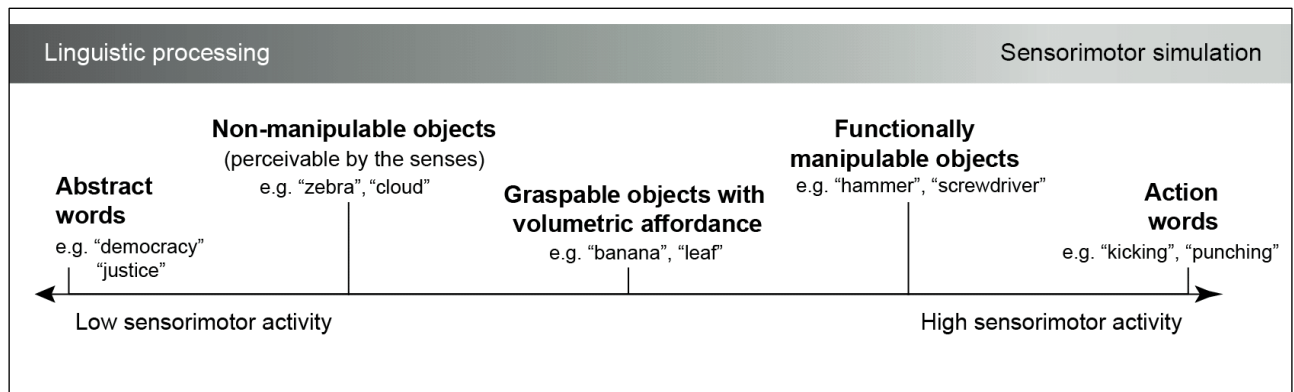 Linguistic processing
Sensorimotor simulation
Abstract
words
e.g. “democracy”
“justice”
Non-manipulable objects
(perceivable by the senses)
e.g. “zebra”, “cloud”
Graspable objects with
volumetric affordance
e.g. “banana”, “leaf”
Functionally
manipulable objects
e.g. “hammer”, “screwdriver”
Action
words
e.g. “kicking”, “punching”
Low sensorimotor activity
High sensorimotor activity